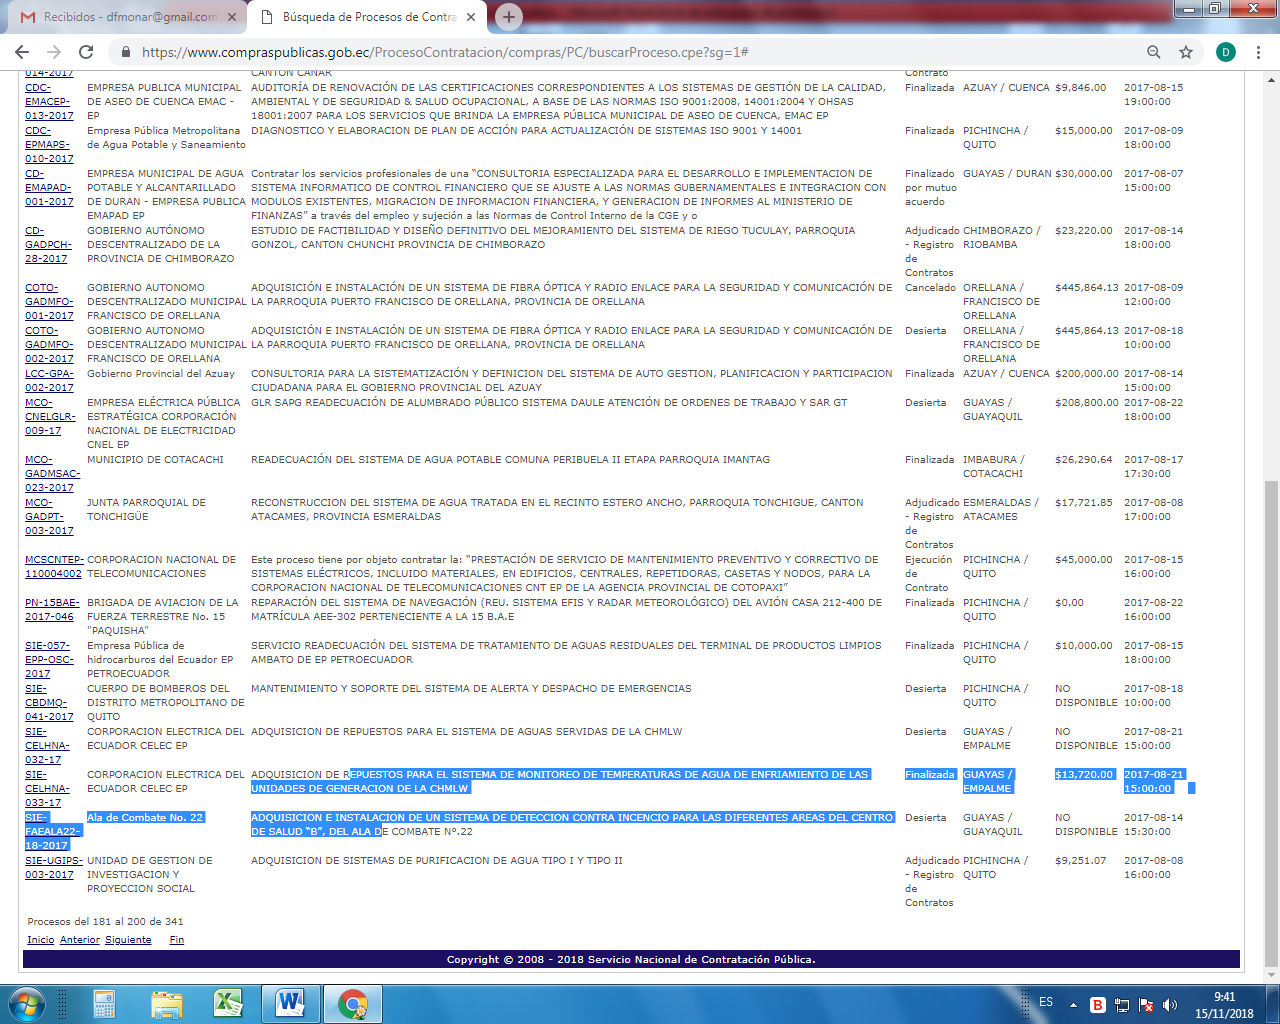 Recibidos - dfmonar@gmail.com
Búsqueda de Procesos de Contra
https://www.compraspublicas.gob.ec/ProcesoContratacion/compras/PC/buscarProceso.cpe?sg=1#
D
014-2017 CANTON CAÑAR Contrato
CDC- EMPRESA PUBLICA MUNICIPAL AUDITORÍA DE RENOVACIÓN DE LAS CERTIFICACIONES CORRESPONDIENTES A LOS SISTEMAS DE GESTIÓN DE LA CALIDAD, Finalizada AZUAY / CUENCA $9,846.00 2017-08-15
EMACEP- DE ASEO DE CUENCA EMAC - AMBIENTAL Y DE SEGURIDAD & SALUD OCUPACIONAL, A BASE DE LAS NORMAS ISO 9001:2008, 14001:2004 Y OHSAS 19:00:00
013-2017 EP 18001:2007 PARA LOS SERVICIOS QUE BRINDA LA EMPRESA PÚBLICA MUNICIPAL DE ASEO DE CUENCA, EMAC EP
CDC- Empresa Pública Metropolitana DIAGNOSTICO Y ELABORACION DE PLAN DE ACCIÓN PARA ACTUALIZACIÓN DE SISTEMAS ISO 9001 Y 14001 Finalizada PICHINCHA / $15,000.00 2017-08-09
EPMAPS- de Agua Potable y Saneamiento QUITO 18:00:00
010-2017
CD- EMPRESA MUNICIPAL DE AGUA Contratar los servicios profesionales de una “CONSULTORIA ESPECIALIZADA PARA EL DESARROLLO E IMPLEMENTACION DE Finalizado GUAYAS / DURAN $30,000.00 2017-08-07
EMAPAD- POTABLE Y ALCANTARILLADO SISTEMA INFORMATICO DE CONTROL FINANCIERO QUE SE AJUSTE A LAS NORMAS GUBERNAMENTALES E INTEGRACION CON por mutuo 15:00:00
001-2017 DE DURAN - EMPRESA PUBLICA MODULOS EXISTENTES, MIGRACION DE INFORMACION FINANCIERA, Y GENERACION DE INFORMES AL MINISTERIO DE acuerdo
EMAPAD EP FINANZAS” a través del empleo y sujeción a las Normas de Control Interno de la CGE y o
CD- GOBIERNO AUTÓNOMO ESTUDIO DE FACTIBILIDAD Y DISEÑO DEFINITIVO DEL MEJORAMIENTO DEL SISTEMA DE RIEGO TUCULAY, PARROQUIA Adjudicado CHIMBORAZO / $23,220.00 2017-08-14
GADPCH- DESCENTRALIZADO DE LA GONZOL, CANTON CHUNCHI PROVINCIA DE CHIMBORAZO - Registro RIOBAMBA 18:00:00
28-2017 PROVINCIA DE CHIMBORAZO de
Contratos
COTO- GOBIERNO AUTONOMO ADQUISICIÓN E INSTALACIÓN DE UN SISTEMA DE FIBRA ÓPTICA Y RADIO ENLACE PARA LA SEGURIDAD Y COMUNICACIÓN DE Cancelado ORELLANA / $445,864.13 2017-08-09
GADMFO- DESCENTRALIZADO MUNICIPAL LA PARROQUIA PUERTO FRANCISCO DE ORELLANA, PROVINCIA DE ORELLANA FRANCISCO DE 12:00:00
001-2017 FRANCISCO DE ORELLANA ORELLANA
COTO- GOBIERNO AUTONOMO ADQUISICIÓN E INSTALACIÓN DE UN SISTEMA DE FIBRA ÓPTICA Y RADIO ENLACE PARA LA SEGURIDAD Y COMUNICACIÓN DE Desierta ORELLANA / $445,864.13 2017-08-18
GADMFO- DESCENTRALIZADO MUNICIPAL LA PARROQUIA PUERTO FRANCISCO DE ORELLANA, PROVINCIA DE ORELLANA FRANCISCO DE 10:00:00
002-2017 FRANCISCO DE ORELLANA ORELLANA
LCC-GPA- Gobierno Provincial del Azuay CONSULTORIA PARA LA SISTEMATIZACIÓN Y DEFINICION DEL SISTEMA DE AUTO GESTION, PLANIFICACION Y PARTICIPACION Finalizada AZUAY / CUENCA $200,000.00 2017-08-14
002-2017 CIUDADANA PARA EL GOBIERNO PROVINCIAL DEL AZUAY 15:00:00
MCO- EMPRESA ELÉCTRICA PÚBLICA GLR SAPG READECUACIÓN DE ALUMBRADO PÚBLICO SISTEMA DAULE ATENCIÓN DE ORDENES DE TRABAJO Y SAR GT Desierta GUAYAS / $208,800.00 2017-08-22
CNELGLR- ESTRATÉGICA CORPORACIÓN GUAYAQUIL 18:00:00
009-17 NACIONAL DE ELECTRICIDAD
CNEL EP
MCO- MUNICIPIO DE COTACACHI READECUACIÓN DEL SISTEMA DE AGUA POTABLE COMUNA PERIBUELA II ETAPA PARROQUIA IMANTAG Finalizada IMBABURA / $26,290.64 2017-08-17
GADMSAC- COTACACHI 17:30:00
023-2017
MCO- JUNTA PARROQUIAL DE RECONSTRUCCION DEL SISTEMA DE AGUA TRATADA EN EL RECINTO ESTERO ANCHO, PARROQUIA TONCHIGUE, CANTON Adjudicado ESMERALDAS / $17,721.85 2017-08-08
GADPT- TONCHIGÜE ATACAMES, PROVINCIA ESMERALDAS - Registro ATACAMES 17:00:00
003-2017 de
Contratos
MCSCNTEP- CORPORACION NACIONAL DE Este proceso tiene por objeto contratar la: “PRESTACIÓN DE SERVICIO DE MANTENIMIENTO PREVENTIVO Y CORRECTIVO DE Ejecución PICHINCHA / $45,000.00 2017-08-15
110004002 TELECOMUNICACIONES SISTEMAS ELÉCTRICOS, INCLUIDO MATERIALES, EN EDIFICIOS, CENTRALES, REPETIDORAS, CASETAS Y NODOS, PARA LA de QUITO 16:00:00
CORPORACION NACIONAL DE TELECOMUNICACIONES CNT EP DE LA AGENCIA PROVINCIAL DE COTOPAXI” Contrato
PN-15BAE- BRIGADA DE AVIACION DE LA REPARACIÓN DEL SISTEMA DE NAVEGACIÓN (REU. SISTEMA EFIS Y RADAR METEOROLÓGICO) DEL AVIÓN CASA 212-400 DE Finalizada PICHINCHA / $0.00 2017-08-22
2017-046 FUERZA TERRESTRE No. 15 MATRÍCULA AEE-302 PERTENECIENTE A LA 15 B.A.E QUITO 16:00:00
"PAQUISHA"
SIE-057- Empresa Pública de SERVICIO READECUACIÓN DEL SISTEMA DE TRATAMIENTO DE AGUAS RESIDUALES DEL TERMINAL DE PRODUCTOS LIMPIOS Finalizada PICHINCHA / $10,000.00 2017-08-15
EPP-OSC- hidrocarburos del Ecuador EP AMBATO DE EP PETROECUADOR QUITO 18:00:00
2017 PETROECUADOR
SIE- CUERPO DE BOMBEROS DEL MANTENIMIENTO Y SOPORTE DEL SISTEMA DE ALERTA Y DESPACHO DE EMERGENCIAS Desierta PICHINCHA / NO 2017-08-18
CBDMQ- DISTRITO METROPOLITANO DE QUITO DISPONIBLE 10:00:00
041-2017 QUITO
SIE- CORPORACION ELECTRICA DEL ADQUISICION DE REPUESTOS PARA EL SISTEMA DE AGUAS SERVIDAS DE LA CHMLW Desierta GUAYAS / NO 2017-08-21
CELHNA- ECUADOR CELEC EP EMPALME DISPONIBLE 15:00:00
032-17
SIE- CORPORACION ELECTRICA DEL ADQUISICION DE REPUESTOS PARA EL SISTEMA DE MONITOREO DE TEMPERATURAS DE AGUA DE ENFRIAMIENTO DE LAS Finalizada GUAYAS / $13,720.00 2017-08-21
CELHNA- ECUADOR CELEC EP UNIDADES DE GENERACION DE LA CHMLW EMPALME 15:00:00
033-17
SIE- Ala de Combate No. 22 ADQUISICION E INSTALACION DE UN SISTEMA DE DETECCION CONTRA INCENCIO PARA LAS DIFERENTES AREAS DEL CENTRO Desierta GUAYAS / NO 2017-08-14
FAEALA22- DE SALUD “B”, DEL ALA DE COMBATE Nº.22 GUAYAQUIL DISPONIBLE 15:30:00
18-2017
SIE-UGIPS- UNIDAD DE GESTION DE ADQUISICIÓN DE SISTEMAS DE PURIFICACION DE AGUA TIPO I Y TIPO II Adjudicado PICHINCHA / $9,251.07 2017-08-08
003-2017 INVESTIGACION Y - Registro QUITO 16:00:00
PROYECCION SOCIAL de
Contratos
Procesos del 181 al 200 de 341
Inicio Anterior Siguiente Fin
Copyright © 2008 - 2018 Servicio Nacional de Contratación Pública.
ES
9:41
15/11/2018